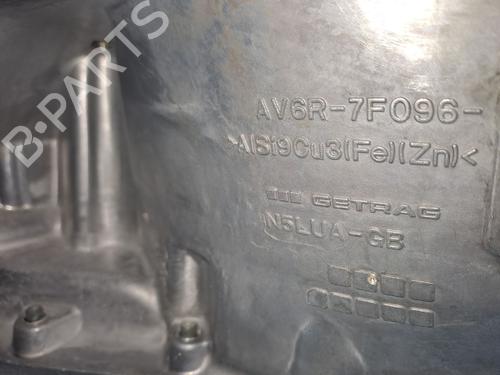 AV6R-7F096-
>AlSi9Cu3(Fe)(Zn)<
GETRAG
N5LUA-GB
B-PARTS